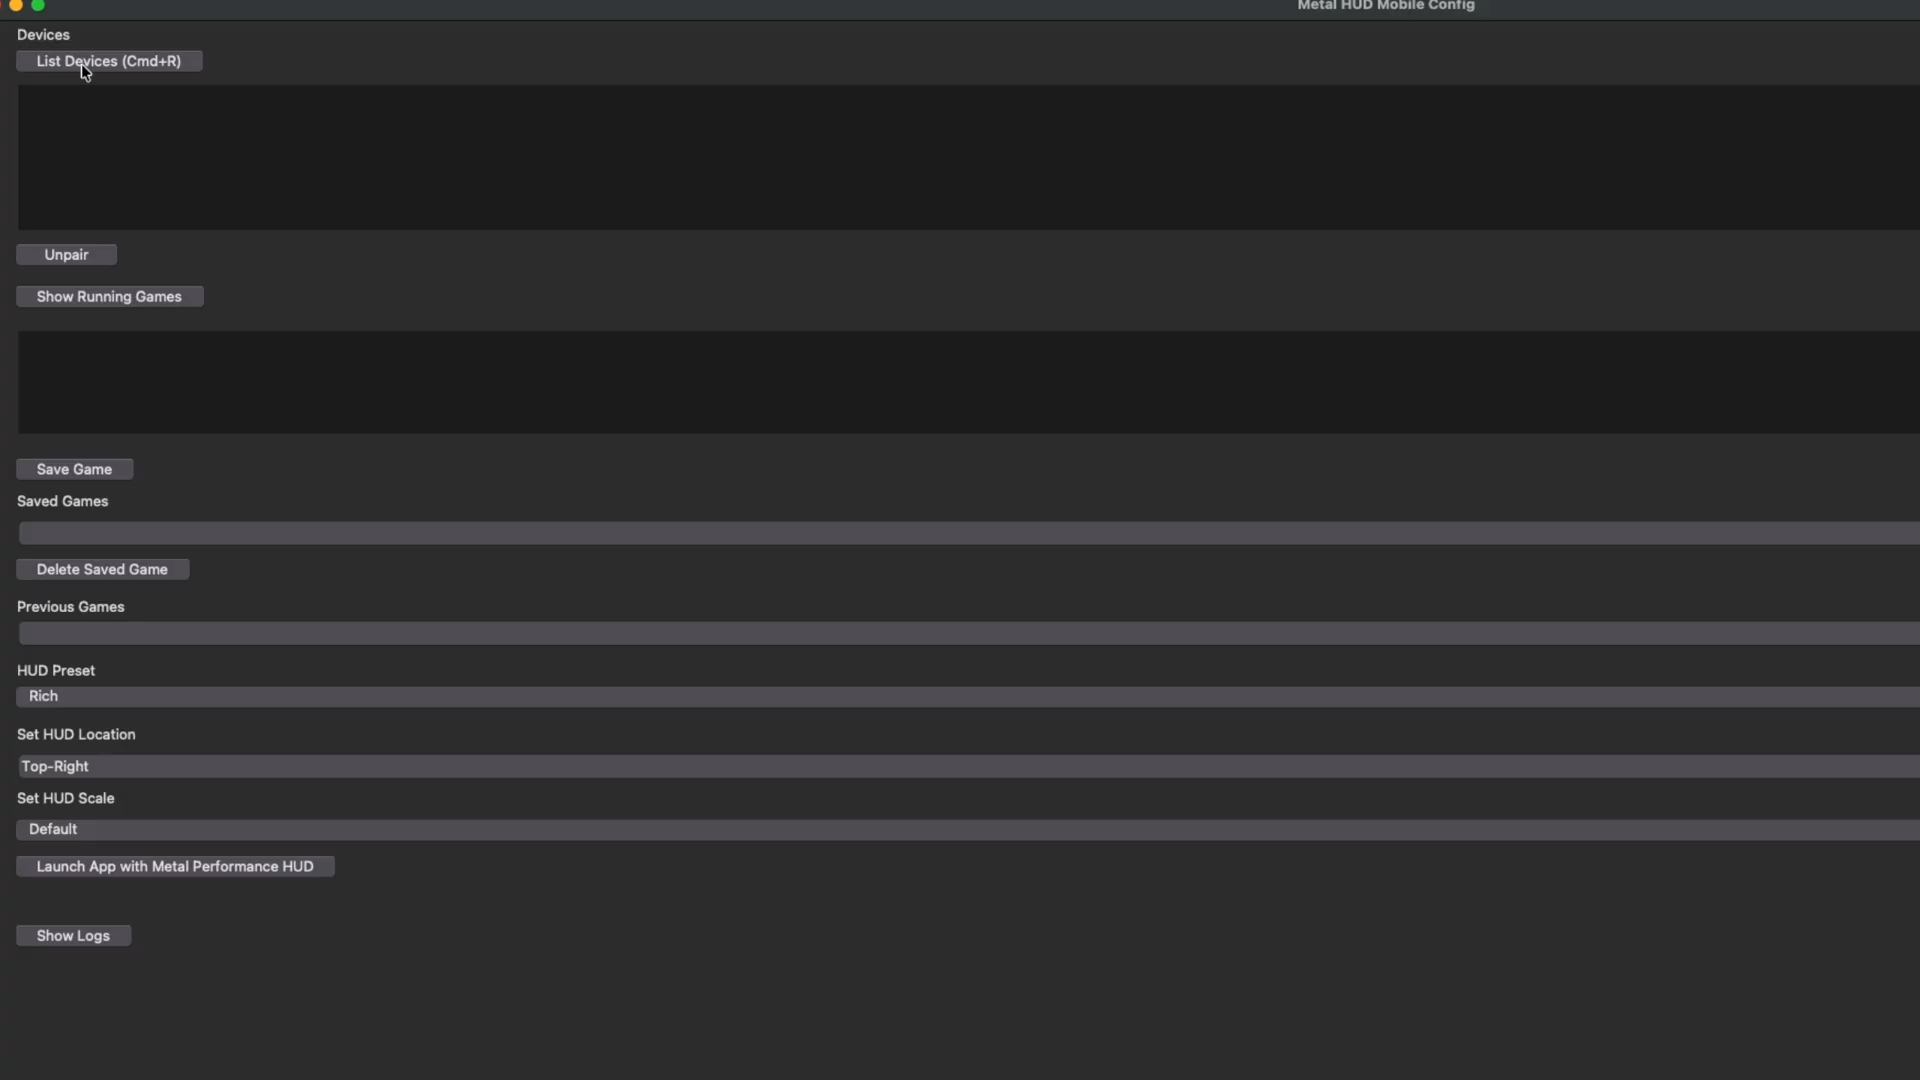 Metal HUD Mobile Config
Devices
List Devices (Cmd+R)
Unpair
Show Running Games
Save Game
Saved Games
Delete Saved Game
Previous Games
HUD Preset
Rich
Set HUD Location
Top-Right
Set HUD Scale
Default
Launch App with Metal Performance HUD
Show Logs